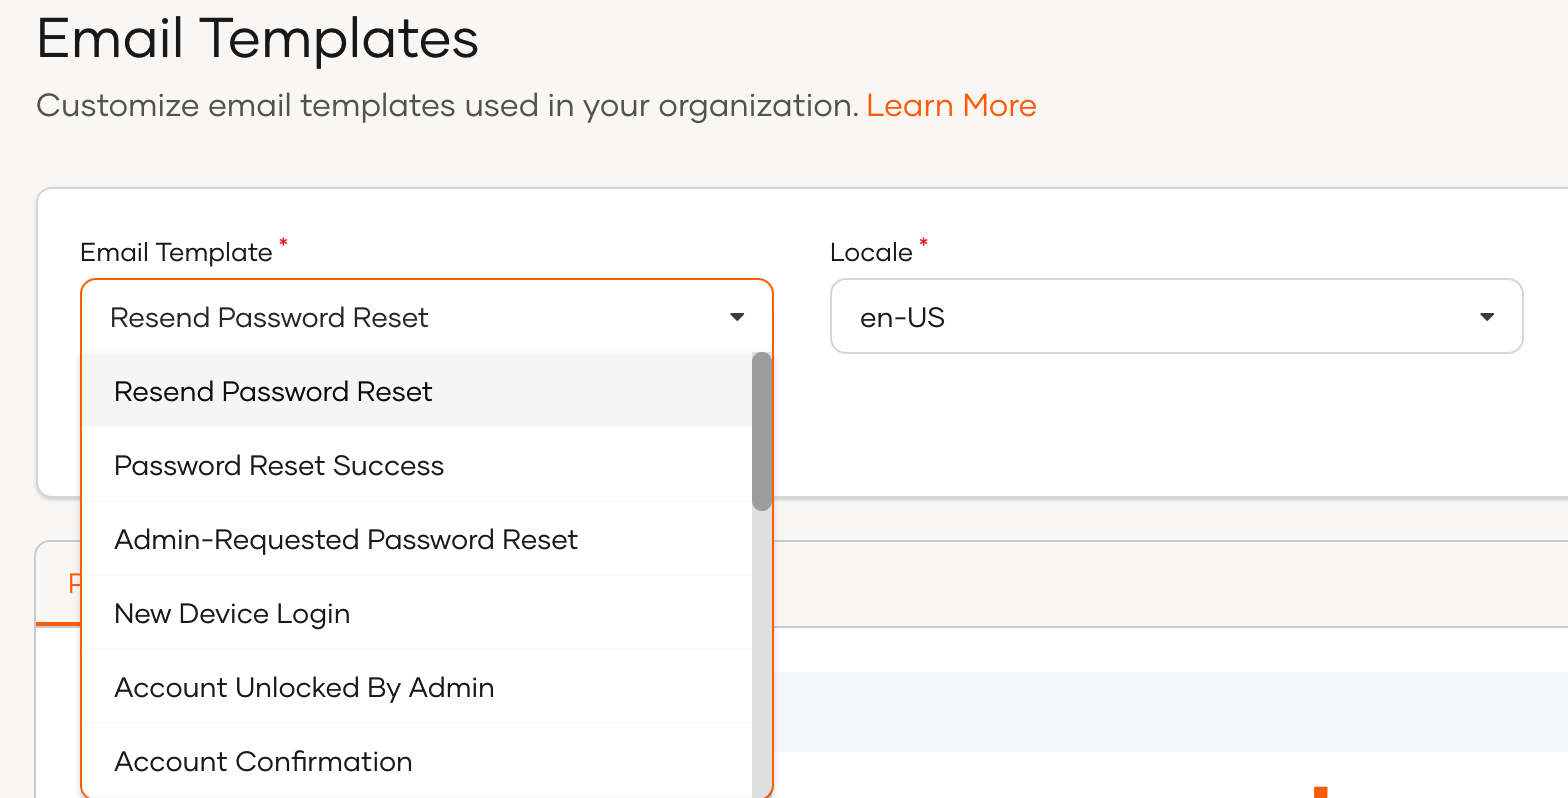 Email Templates
Customize email templates used in your organization. Learn More
Email Template *
Locale *
Resend Password Reset
en-US
Resend Password Reset
Password Reset Success
Admin-Requested Password Reset
New Device Login
Account Unlocked By Admin
Account Confirmation